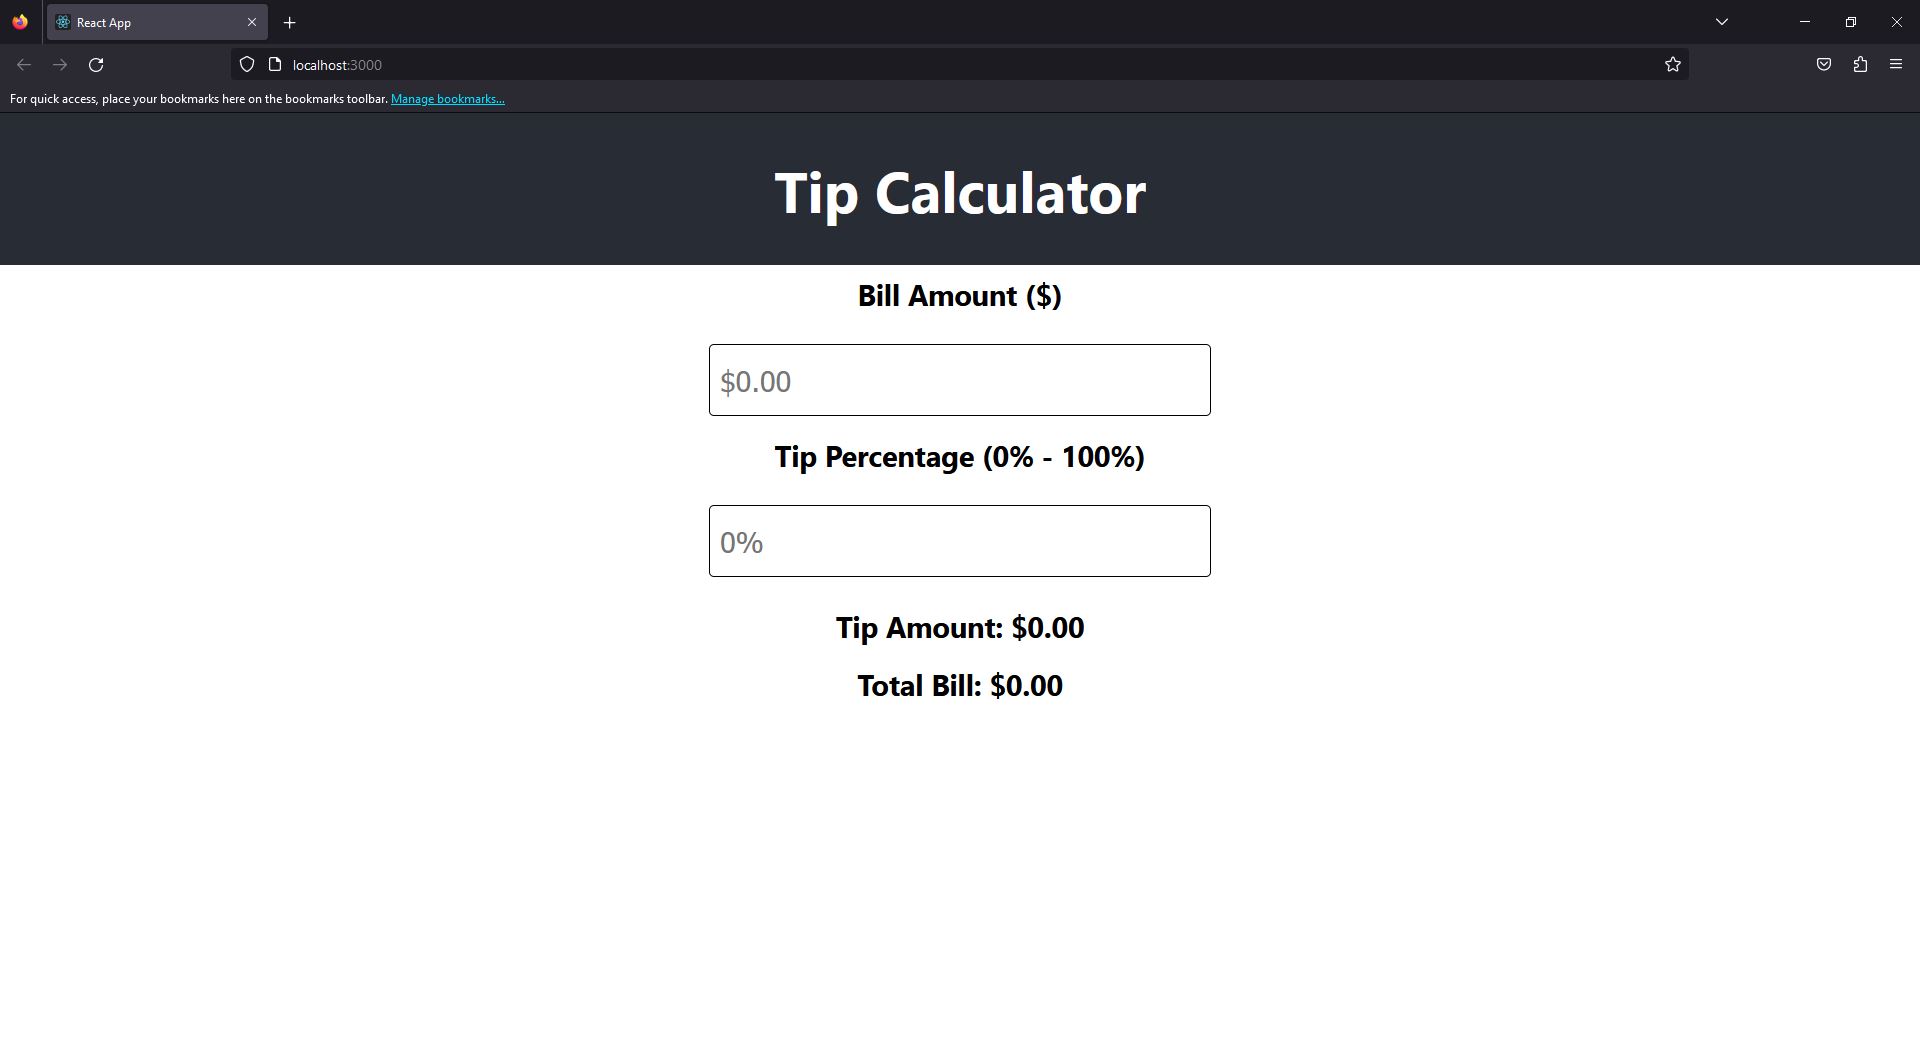 React App
localhost:3000
For quick access, place your bookmarks here on the bookmarks toolbar. Manage bookmarks...
Tip Calculator
Bill Amount ($)
$0.00
Tip Percentage (0% - 100%)
0%
Tip Amount: $0.00
Total Bill: $0.00